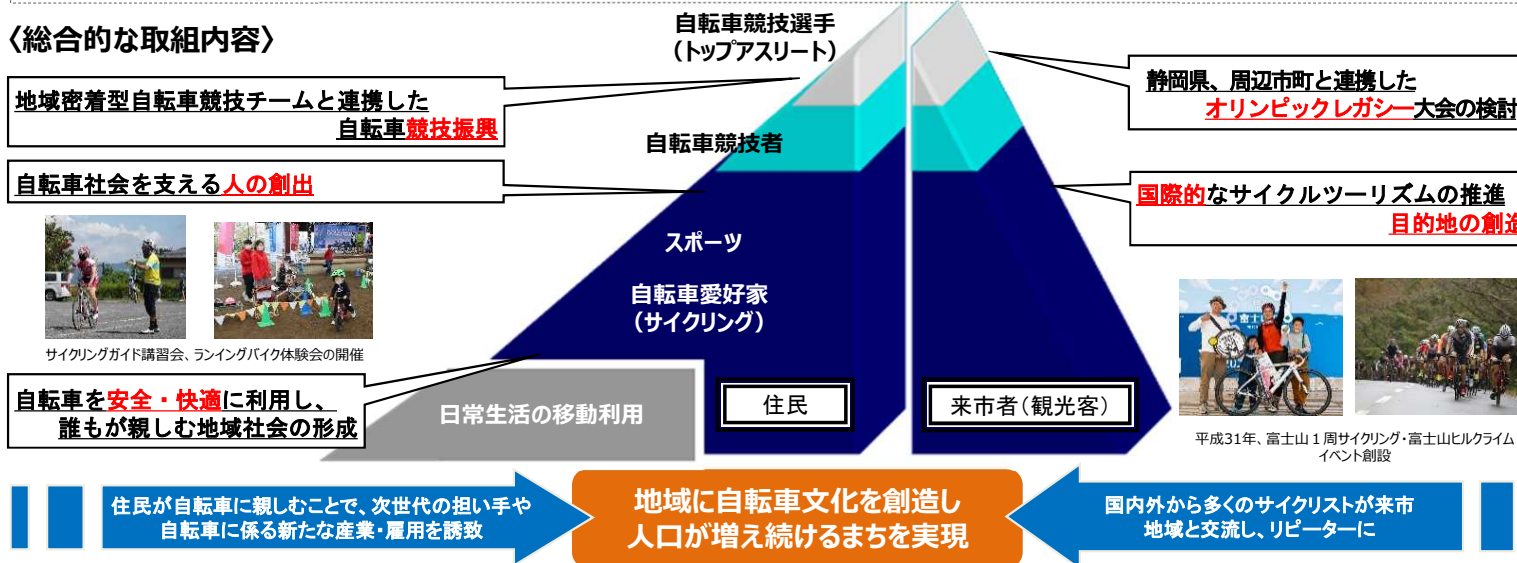 〈総合的な取組内容〉
自転車競技選手
（トップアスリート）
地域密着型自転車競技チームと連携した
自転車競技振興
静岡県、周辺市町と連携した
オリンピックレガシー大会の検討
自転車競技者
自転車社会を支える人の創出
国際的なサイクルツーリズムの推進
目的地の創造
スポーツ
自転車愛好家
（サイクリング）
サイクリングガイド講習会、ランイングバイク体験会の開催
自転車を安全・快適に利用し、
誰もが親しむ地域社会の形成
日常生活の移動利用
住民
来市者（観光客）
平成31年、富士山１周サイクリング・富士山ヒルクライム
イベント創設
住民が自転車に親しむことで、次世代の担い手や
自転車に係る新たな産業・雇用を誘致
地域に自転車文化を創造し
人口が増え続けるまちを実現
国内外から多くのサイクリストが来市
地域と交流し、リピーターに